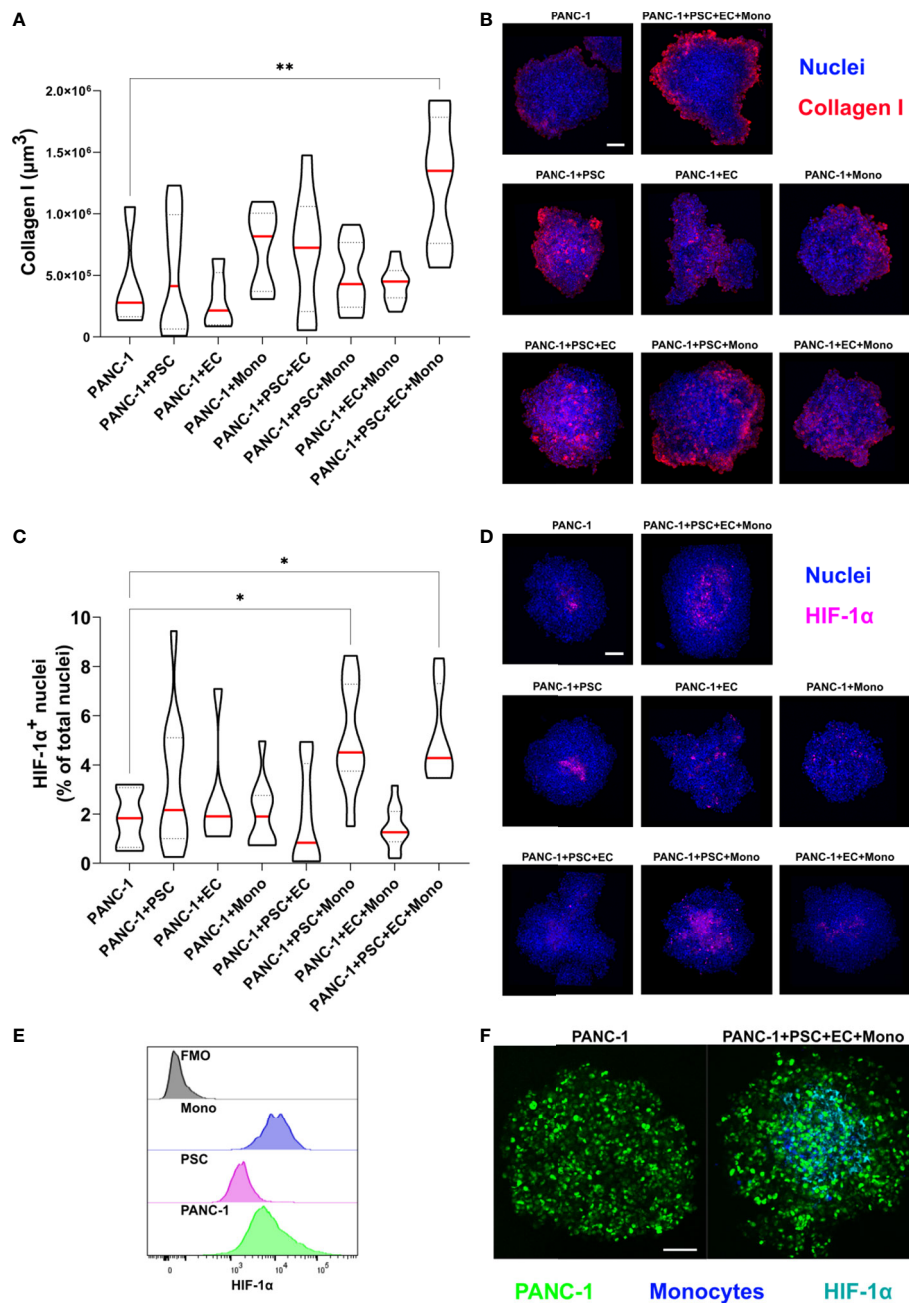 A
**
Collagen I (µm³)
2.0×10⁶
1.5×10⁶
1.0×10⁶
5.0×10⁵
0
PANC-1
PANC-1+PSC
PANC-1+EC
PANC-1+Mono
PANC-1+PSC+EC
PANC-1+PSC+Mono
PANC-1+EC+Mono
PANC-1+PSC+EC+Mono
B
PANC-1
PANC-1+PSC+EC+Mono
Nuclei
Collagen I
PANC-1+PSC
PANC-1+EC
PANC-1+Mono
PANC-1+PSC+EC
PANC-1+PSC+Mono
PANC-1+EC+Mono
C
*
*
HIF-1α⁺ nuclei
(% of total nuclei)
10
8
6
4
2
0
PANC-1
PANC-1+PSC
PANC-1+EC
PANC-1+Mono
PANC-1+PSC+EC
PANC-1+PSC+Mono
PANC-1+EC+Mono
PANC-1+PSC+EC+Mono
D
PANC-1
PANC-1+PSC+EC+Mono
Nuclei
HIF-1α
PANC-1+PSC
PANC-1+EC
PANC-1+Mono
PANC-1+PSC+EC
PANC-1+PSC+Mono
PANC-1+EC+Mono
E
FMO
Mono
PSC
PANC-1
0 10³ 10⁴ 10⁵
HIF-1α
F
PANC-1
PANC-1+PSC+EC+Mono
PANC-1 Monocytes HIF-1α